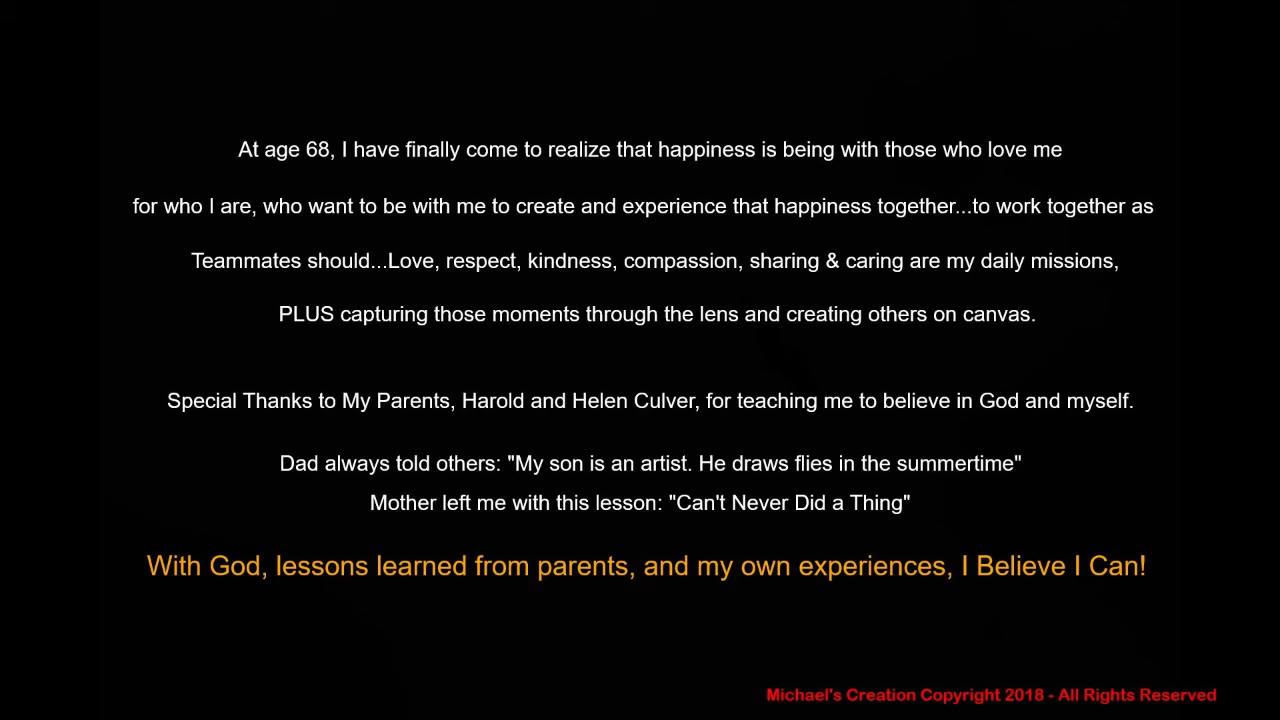 At age 68, I have finally come to realize that happiness is being with those who love me
for who I are, who want to be with me to create and experience that happiness together...to work together as
Teammates should...Love, respect, kindness, compassion, sharing & caring are my daily missions,
PLUS capturing those moments through the lens and creating others on canvas.
Special Thanks to My Parents, Harold and Helen Culver, for teaching me to believe in God and myself.
Dad always told others: "My son is an artist. He draws flies in the summertime"
Mother left me with this lesson: "Can't Never Did a Thing"
With God, lessons learned from parents, and my own experiences, I Believe I Can!
Michael's Creation Copyright 2018 - All Rights Reserved